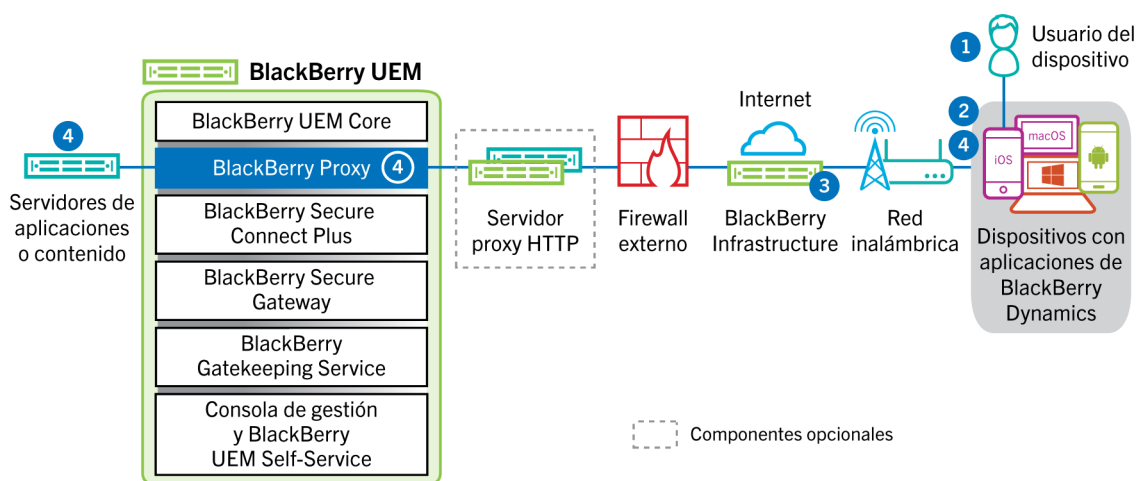 BlackBerry UEM
4
Servidores de
aplicaciones
o contenido
BlackBerry UEM Core
BlackBerry Proxy 4
BlackBerry Secure
Connect Plus
BlackBerry Secure
Gateway
BlackBerry
Gatekeeping Service
Consola de gestión
y BlackBerry
UEM Self-Service
Servidor
proxy HTTP
Firewall
externo
Internet
3
BlackBerry
Infrastructure
Red
inalámbrica
1
Usuario del
dispositivo
2
4
macOS
iOS
Dispositivos con
aplicaciones de
BlackBerry
Dynamics
Componentes opcionales